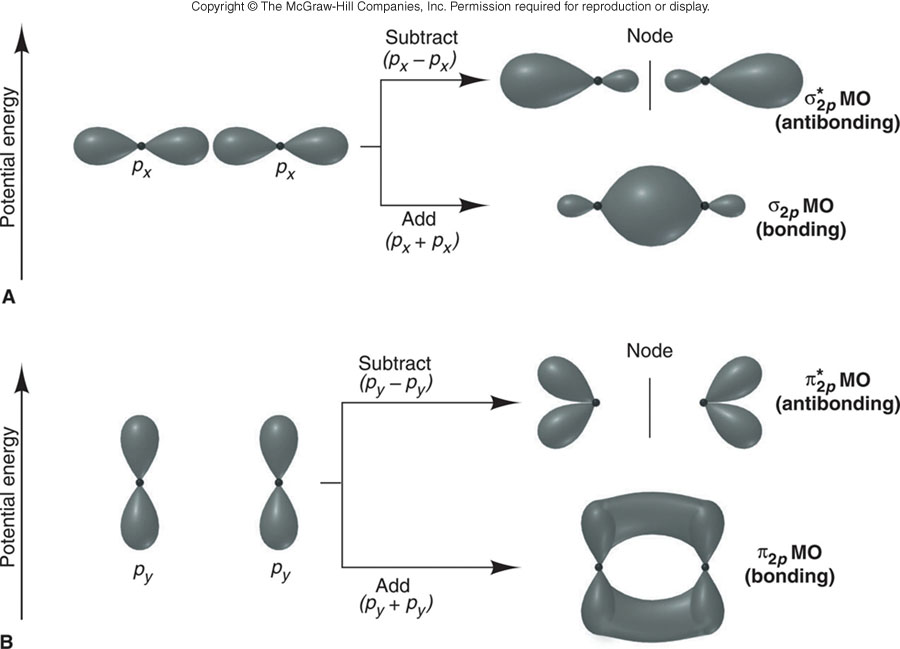 Copyright © The McGraw-Hill Companies, Inc. Permission required for reproduction or display.
Potential energy
Subtract
(px – px)
Node
σ*2p MO
(antibonding)
px
px
Add
(px + px)
σ2p MO
(bonding)
A
Potential energy
Subtract
(py – py)
Node
π*2p MO
(antibonding)
py
py
Add
(py + py)
π2p MO
(bonding)
B